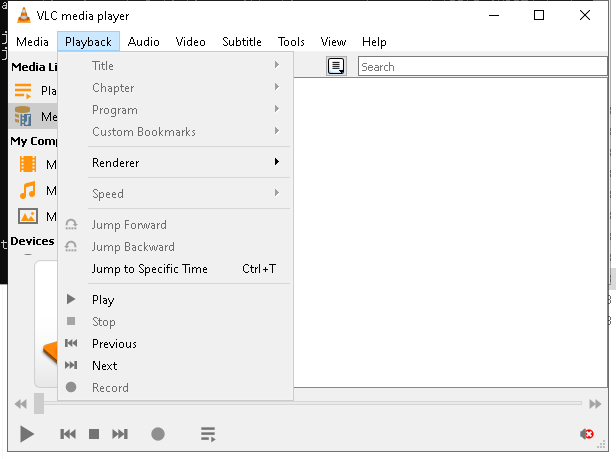 VLC media player
Media Playback Audio Video Subtitle Tools View Help
Media Li
Search
Pla
Me
My Comp
M
M
M
Devices
Title
Chapter
Program
Custom Bookmarks
Renderer
Speed
Jump Forward
Jump Backward
Jump to Specific Time Ctrl+T
Play
Stop
Previous
Next
Record